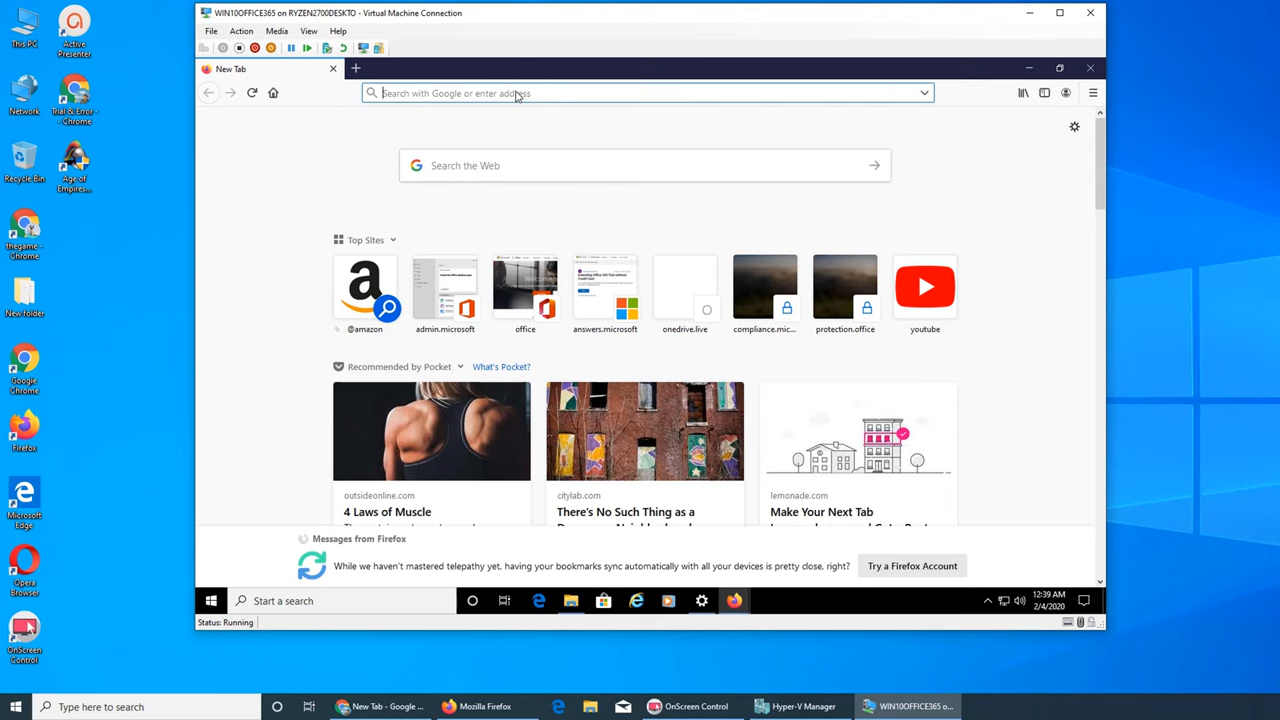 WIN10OFFICE365 on RYZEN2700DESKTO - Virtual Machine Connection
File Action Media View Help
New Tab
Search with Google or enter address
Search the Web
Top Sites
@amazon
admin.microsoft
office
answers.microsoft
onedrive.live
compliance.mic...
protection.office
youtube
Recommended by Pocket What's Pocket?
outsideonline.com
4 Laws of Muscle
citylab.com
There's No Such Thing as a
lemonade.com
Make Your Next Tab
Messages from Firefox
While we haven't mastered telepathy yet, having your bookmarks sync automatically with all your devices is pretty close, right?
Try a Firefox Account
Start a search
12:39 AM
2/4/2020
Status: Running
This PC
Active
Presenter
Network
Trial & Error
- Chrome
Recycle Bin
Age of
Empires...
thegame -
Chrome
New folder
Google
Chrome
Firefox
Microsoft
Edge
Opera
Browser
OnScreen
Control
Type here to search
New Tab - Google ...
Mozilla Firefox
OnScreen Control
Hyper-V Manager
WIN10OFFICE365 o...